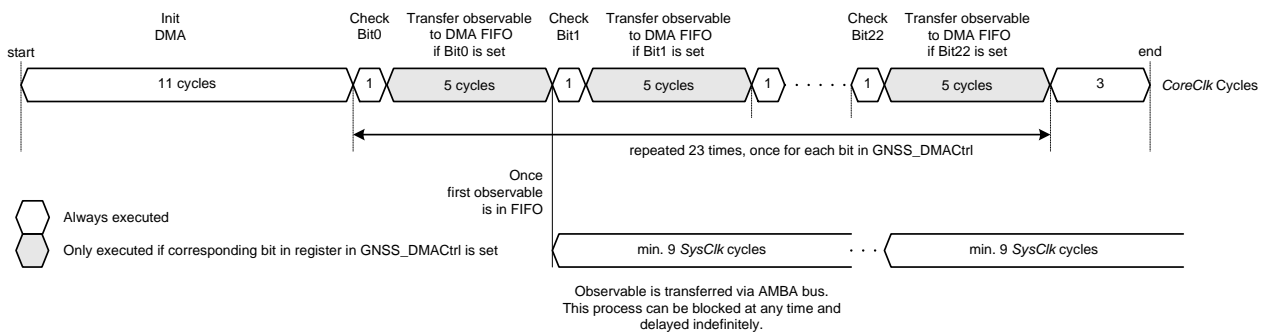 Init
DMA
Check
Bit0
Transfer observable
to DMA FIFO
if Bit0 is set
Check
Bit1
Transfer observable
to DMA FIFO
if Bit1 is set
Check
Bit22
Transfer observable
to DMA FIFO
if Bit22 is set
start
end
11 cycles
1
5 cycles
1
5 cycles
1
. . . . .
1
5 cycles
3
CoreClk Cycles
repeated 23 times, once for each bit in GNSS_DMACtrl
Once
first observable
is in FIFO
Always executed
Only executed if corresponding bit in register in GNSS_DMACtrl is set
min. 9 SysClk cycles
. . .
min. 9 SysClk cycles
Observable is transferred via AMBA bus.
This process can be blocked at any time and
delayed indefinitely.